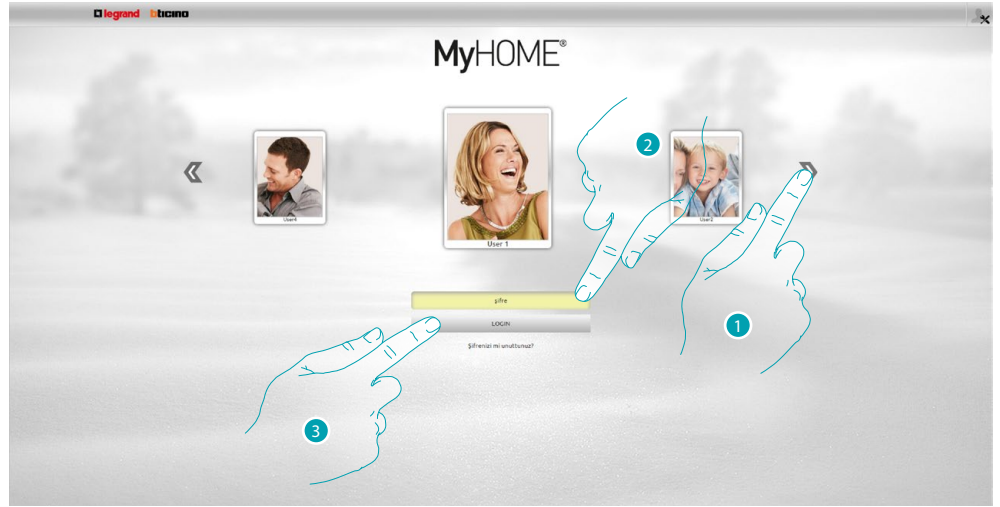 legrand bticino
MyHOME®
User4
User 1
User2
2
1
şifre
LOGIN
Şifrenizi mi unuttunuz?
3